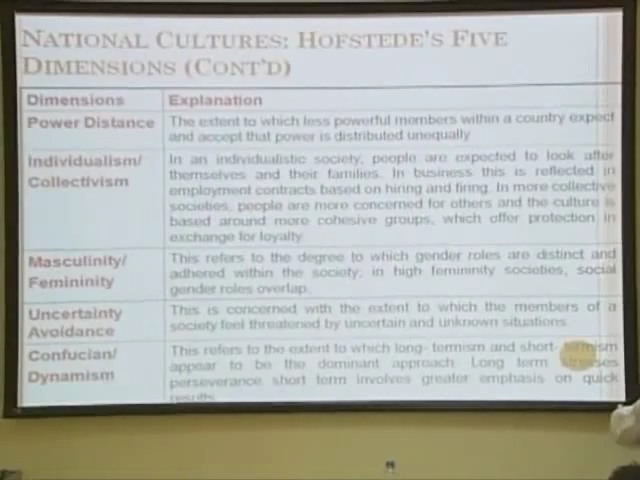 NATIONAL CULTURES: HOFSTEDE'S FIVE
DIMENSIONS (CONT'D)
Dimensions Explanation
Power Distance The extent to which less powerful members within a country expect
and accept that power is distributed unequally
Individualism/ In an individualistic society, people are expected to look after
Collectivism themselves and their families. In business this is reflected in
employment contracts based on hiring and firing. In more collective
societies, people are more concerned for others and the culture is
based around more cohesive groups, which offer protection in
exchange for loyalty.
Masculinity/ This refers to the degree to which gender roles are distinct and
Femininity adhered within the society; in high femininity societies, social
gender roles overlap.
Uncertainty This is concerned with the extent to which the members of a
Avoidance society feel threatened by uncertain and unknown situations.
Confucian/ This refers to the extent to which long- termism and short- termism
Dynamism appear to be the dominant approach. Long term stresses
perseverance short term involves greater emphasis on quick
results.